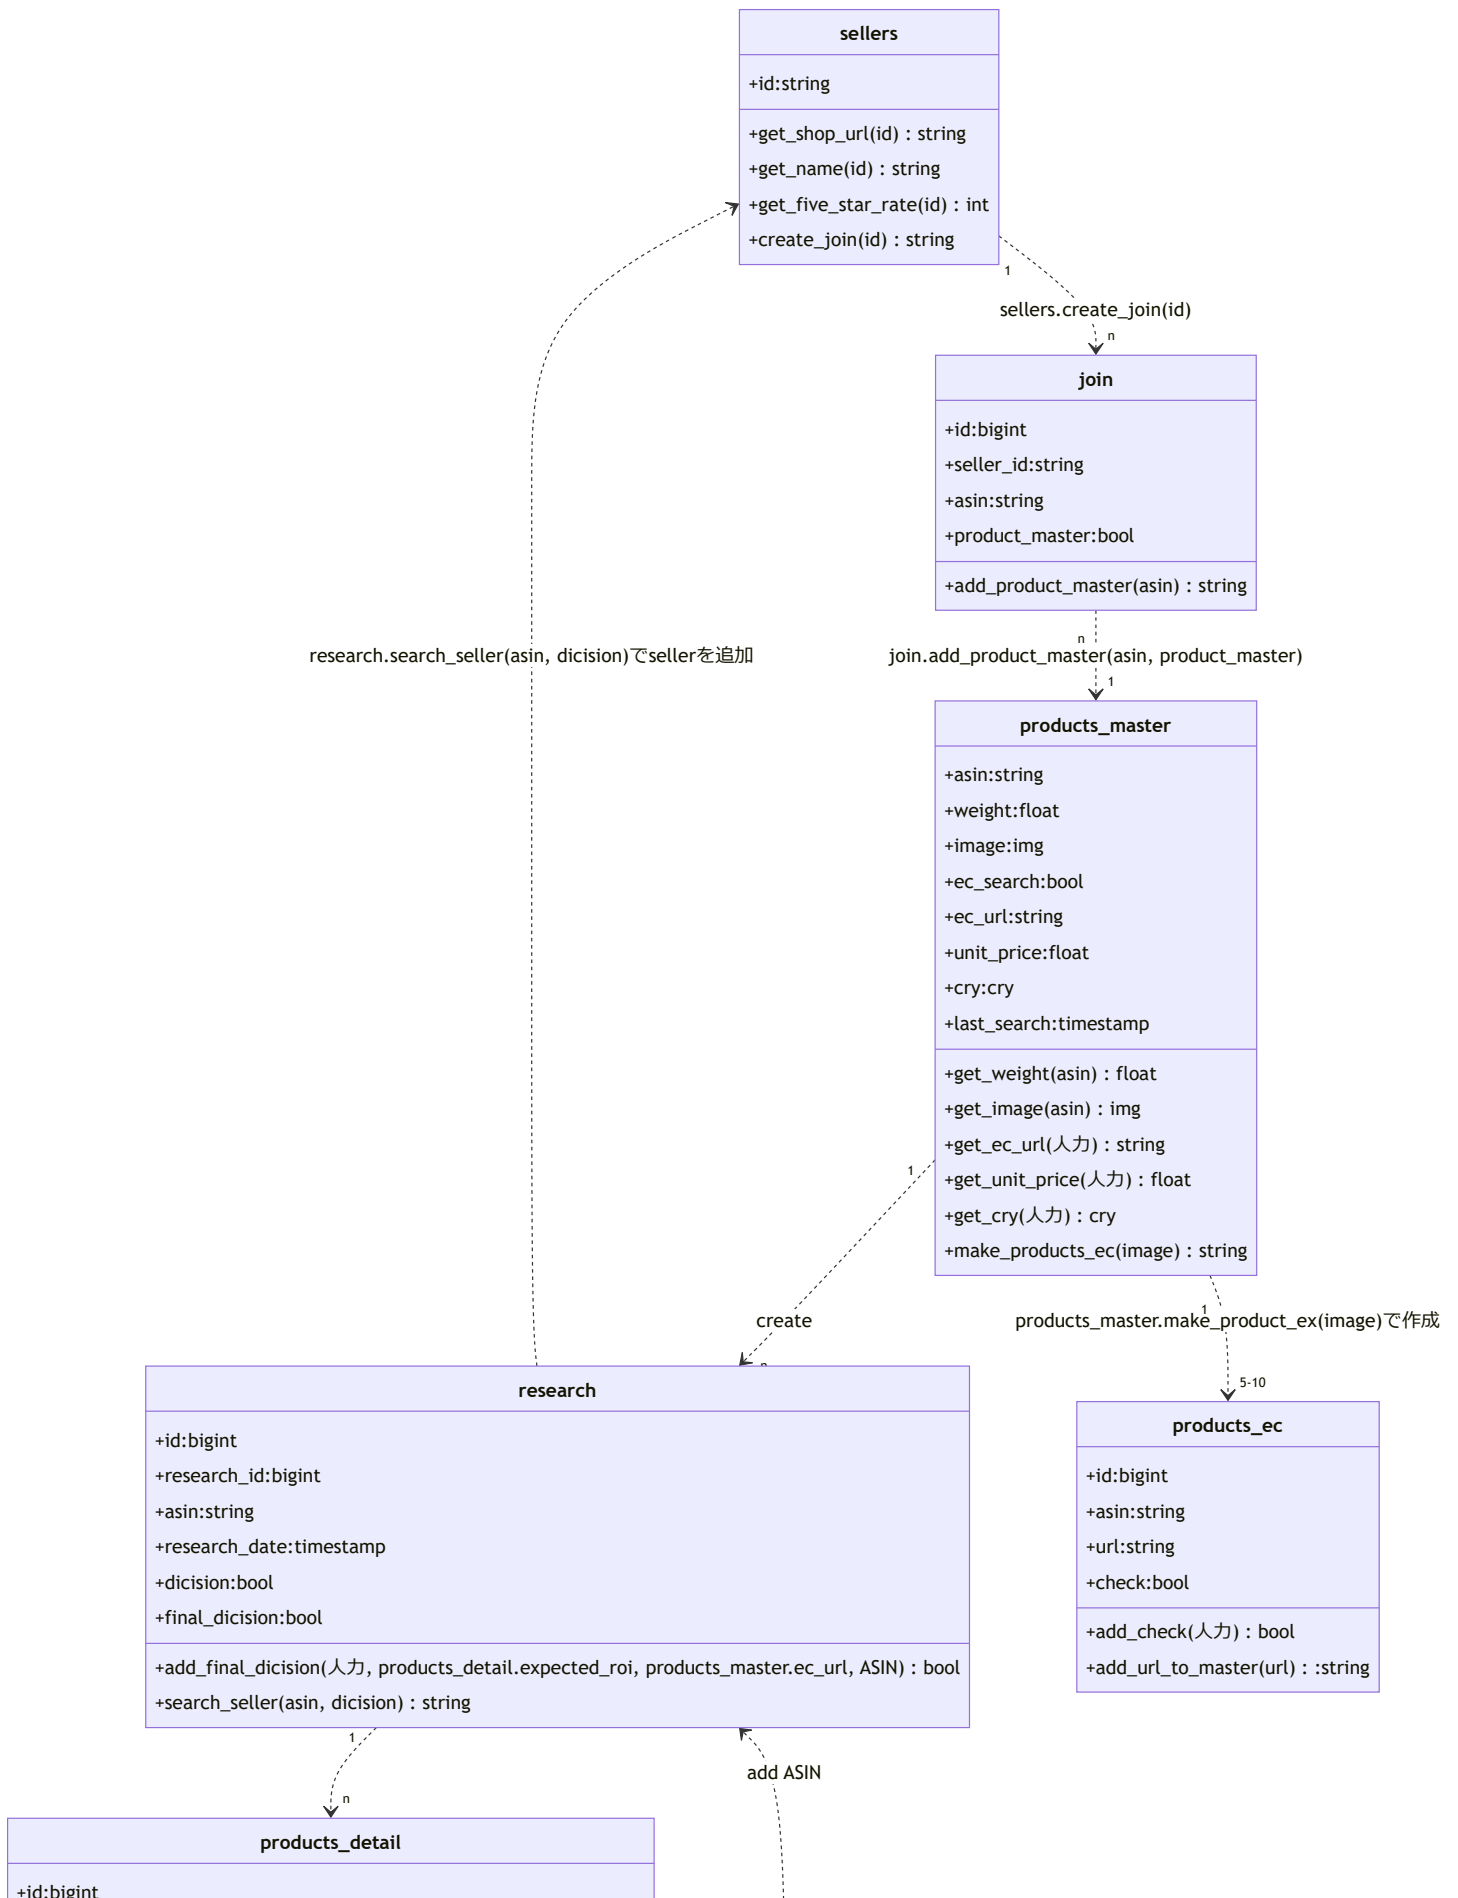 sellers
+id:string
+get_shop_url(id) : string
+get_name(id) : string
+get_five_star_rate(id) : int
+create_join(id) : string
1
sellers.create_join(id)
n
join
+id:bigint
+seller_id:string
+asin:string
+product_master:bool
+add_product_master(asin) : string
n
research.search_seller(asin, dicision)でsellerを追加
join.add_product_master(asin, product_master)
1
products_master
+asin:string
+weight:float
+image:img
+ec_search:bool
+ec_url:string
+unit_price:float
+cry:cry
+last_search:timestamp
+get_weight(asin) : float
+get_image(asin) : img
+get_ec_url(人力) : string
+get_unit_price(人力) : float
+get_cry(人力) : cry
+make_products_ec(image) : string
1
create
n
1
products_master.make_product_ex(image)で作成
5-10
research
+id:bigint
+research_id:bigint
+asin:string
+research_date:timestamp
+dicision:bool
+final_dicision:bool
+add_final_dicision(人力, products_detail.expected_roi, products_master.ec_url, ASIN) : bool
+search_seller(asin, dicision) : string
products_ec
+id:bigint
+asin:string
+url:string
+check:bool
+add_check(人力) : bool
+add_url_to_master(url) : :string
1
add ASIN
n
products_detail
+id:bigint